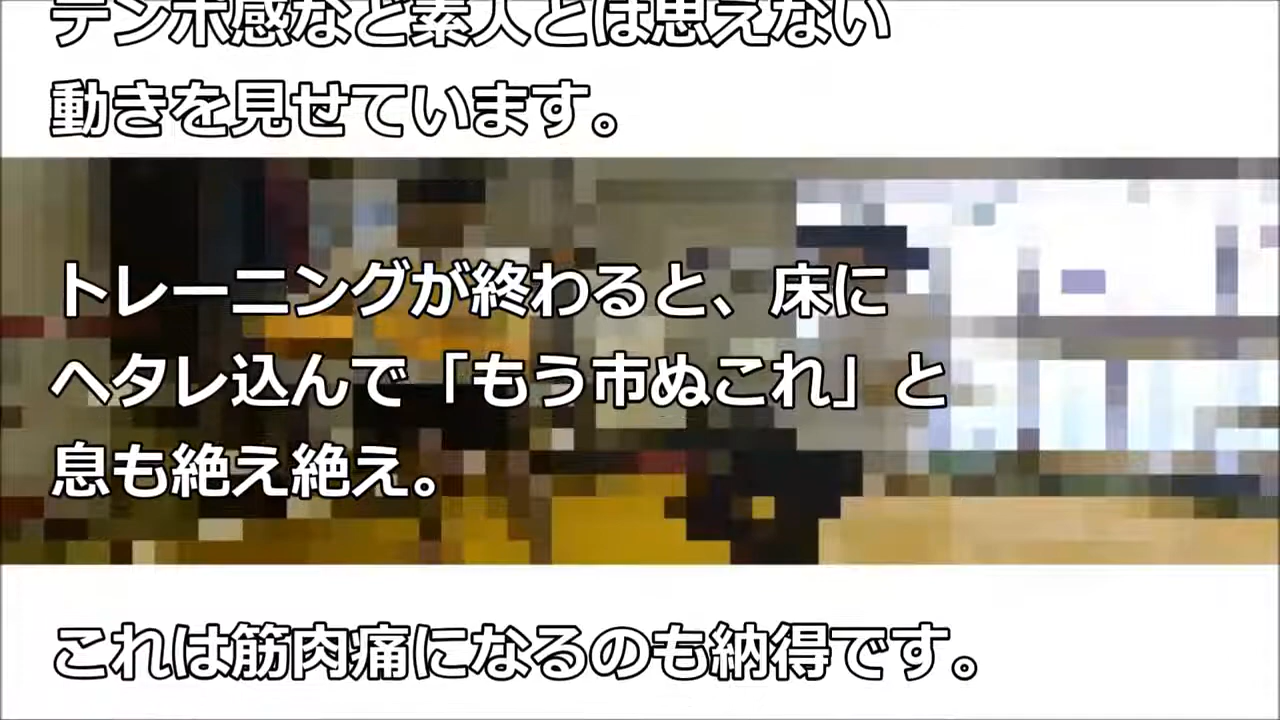 テンポ感など素人とは思えない
動きを見せています。
トレーニングが終わると、床に
ヘタレ込んで「もう市ぬこれ」と
息も絶え絶え。
これは筋肉痛になるのも納得です。